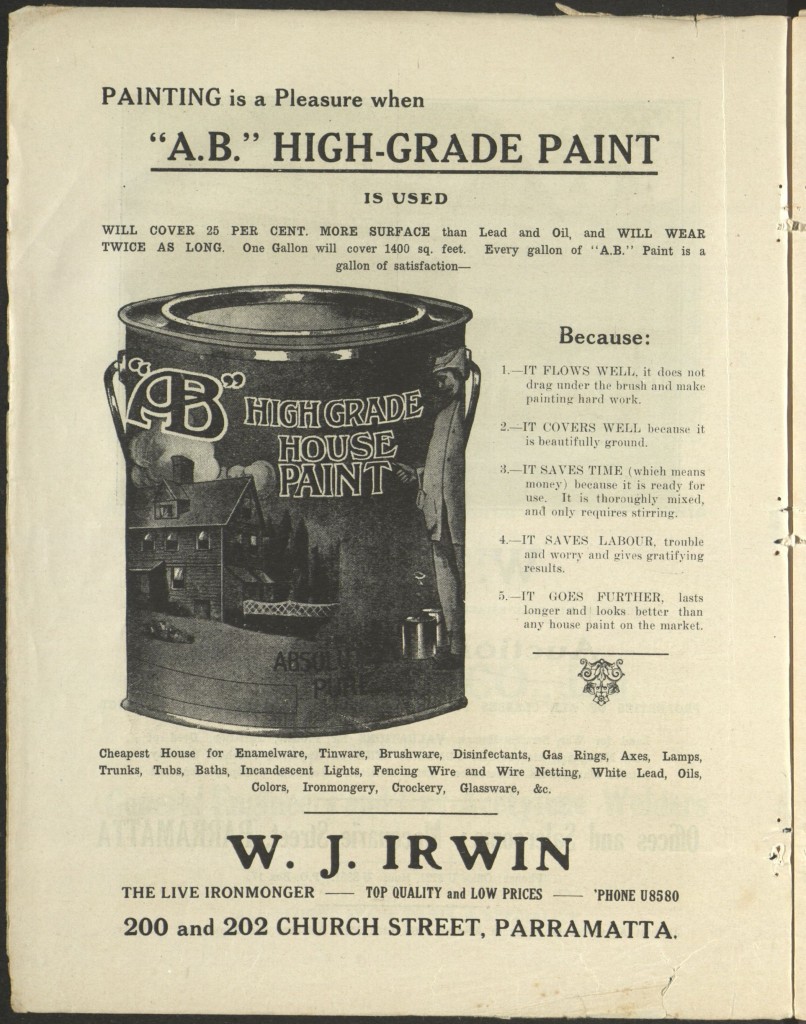 PAINTING is a Pleasure when
"A.B." HIGH-GRADE PAINT
IS USED
WILL COVER 25 PER CENT. MORE SURFACE than Lead and Oil, and WILL WEAR
TWICE AS LONG. One Gallon will cover 1400 sq. feet. Every gallon of "A.B." Paint is a
gallon of satisfaction—
"AB"
HIGH GRADE
HOUSE
PAINT
Because:
1.—IT FLOWS WELL, it does not
drag under the brush and make
painting hard work.
2.—IT COVERS WELL because it
is beautifully ground.
3.—IT SAVES TIME (which means
money) because it is ready for
use. It is thoroughly mixed,
and only requires stirring.
4.—IT SAVES LABOUR, trouble
and worry and gives gratifying
results.
5.—IT GOES FURTHER, lasts
longer and looks better than
any house paint on the market.
Cheapest House for Enamelware, Tinware, Brushware, Disinfectants, Gas Rings, Axes, Lamps,
Trunks, Tubs, Baths, Incandescent Lights, Fencing Wire and Wire Netting, White Lead, Oils,
Colors, Ironmongery, Crockery, Glassware, &c.
W. J. IRWIN
THE LIVE IRONMONGER —— TOP QUALITY and LOW PRICES —— 'PHONE U8580
200 and 202 CHURCH STREET, PARRAMATTA.